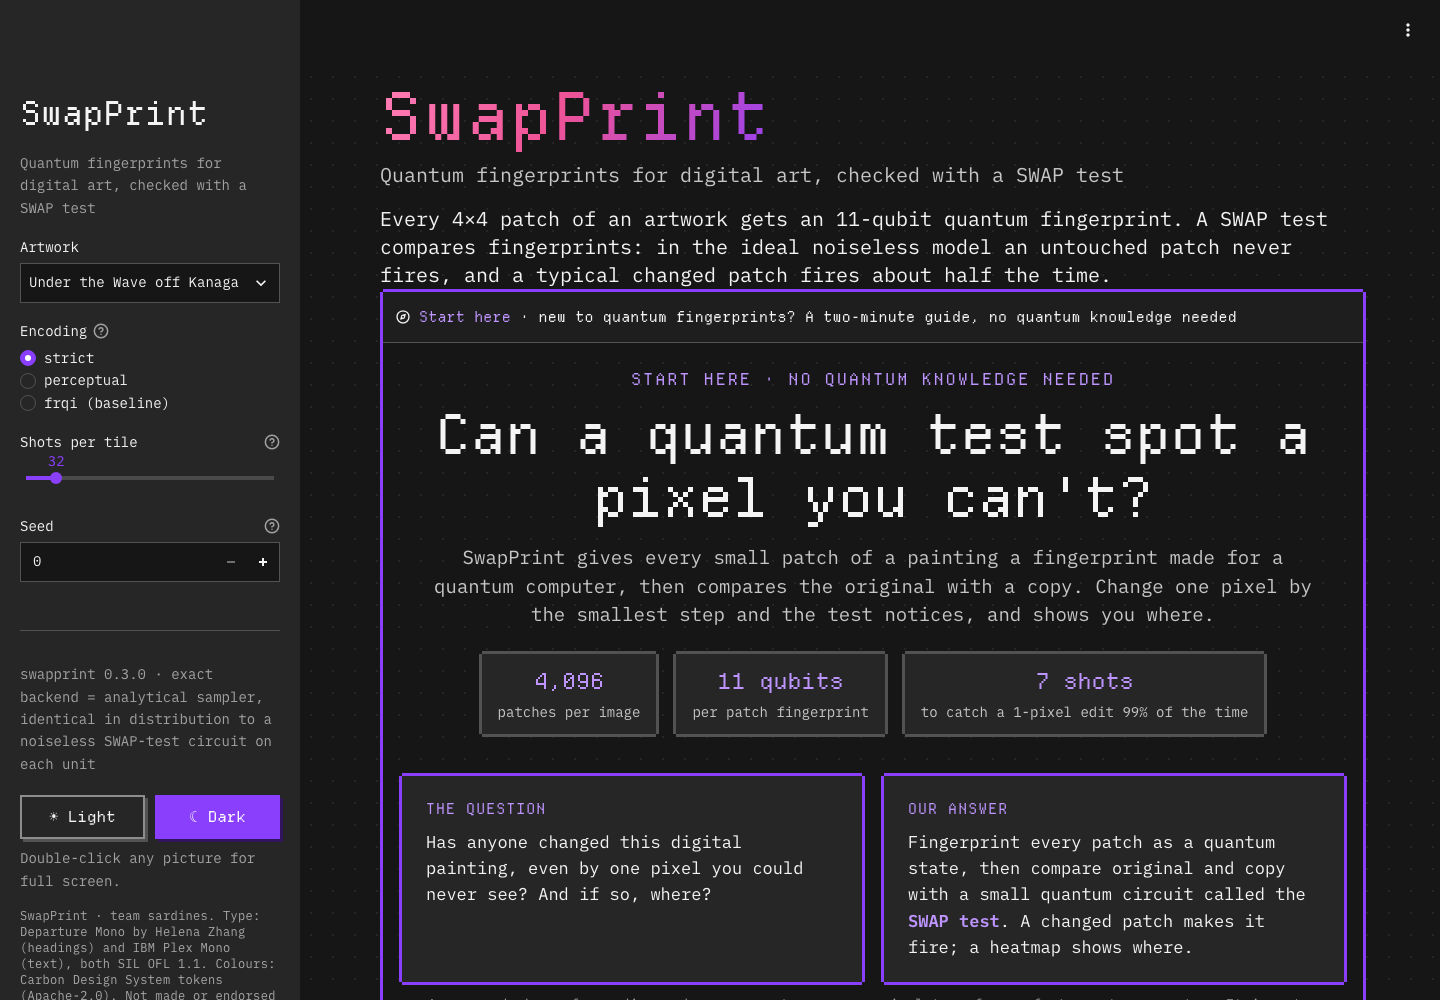 SwapPrint
Quantum fingerprints for
digital art, checked with a
SWAP test
Artwork
Under the Wave off Kanaga
Encoding
strict
perceptual
frqi (baseline)
Shots per tile
32
Seed
0
swapprint 0.3.0 · exact
backend = analytical sampler,
identical in distribution to a
noiseless SWAP-test circuit on
each unit
☀ Light
☾ Dark
Double-click any picture for
full screen.
SwapPrint · team sardines. Type:
Departure Mono by Helena Zhang
(headings) and IBM Plex Mono
(text), both SIL OFL 1.1. Colours:
Carbon Design System tokens
(Apache-2.0). Not made or endorsed
SwapPrint
Quantum fingerprints for digital art, checked with a SWAP test
Every 4×4 patch of an artwork gets an 11-qubit quantum fingerprint. A SWAP test
compares fingerprints: in the ideal noiseless model an untouched patch never
fires, and a typical changed patch fires about half the time.
Start here · new to quantum fingerprints? A two-minute guide, no quantum knowledge needed
START HERE · NO QUANTUM KNOWLEDGE NEEDED
Can a quantum test spot a
pixel you can't?
SwapPrint gives every small patch of a painting a fingerprint made for a
quantum computer, then compares the original with a copy. Change one pixel by
the smallest step and the test notices, and shows you where.
4,096
patches per image
11 qubits
per patch fingerprint
7 shots
to catch a 1-pixel edit 99% of the time
THE QUESTION
Has anyone changed this digital
painting, even by one pixel you could
never see? And if so, where?
OUR ANSWER
Fingerprint every patch as a quantum
state, then compare original and copy
with a small quantum circuit called the
SWAP test. A changed patch makes it
fire; a heatmap shows where.